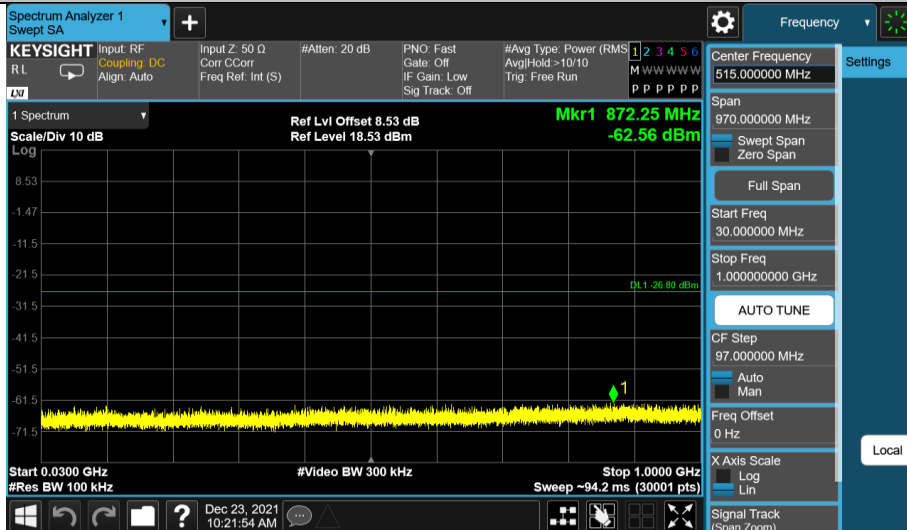 Spectrum Analyzer 1
Swept SA
Frequency
KEYSIGHT
R L
LXI
Input: RF
Coupling: DC
Align: Auto
Input Z: 50 Ω
Corr CCorr
Freq Ref: Int (S)
#Atten: 20 dB
PNO: Fast
Gate: Off
IF Gain: Low
Sig Track: Off
#Avg Type: Power (RMS
Avg|Hold:>10/10
Trig: Free Run
1 2 3 4 5 6
M W W W W W
P P P P P P
1 Spectrum
Scale/Div 10 dB
Log
Ref Lvl Offset 8.53 dB
Ref Level 18.53 dBm
Mkr1 872.25 MHz
-62.56 dBm
8.53
-1.47
-11.5
-21.5
-31.5
-41.5
-51.5
-61.5
-71.5
DL1 -26.80 dBm
1
Start 0.0300 GHz
#Res BW 100 kHz
#Video BW 300 kHz
Stop 1.0000 GHz
Sweep ~94.2 ms (30001 pts)
Dec 23, 2021
10:21:54 AM
Center Frequency
515.000000 MHz
Span
970.000000 MHz
Swept Span
Zero Span
Full Span
Start Freq
30.000000 MHz
Stop Freq
1.000000000 GHz
AUTO TUNE
CF Step
97.000000 MHz
Auto
Man
Freq Offset
0 Hz
X Axis Scale
Log
Lin
Signal Track
(Span Zoom)
Settings
Local